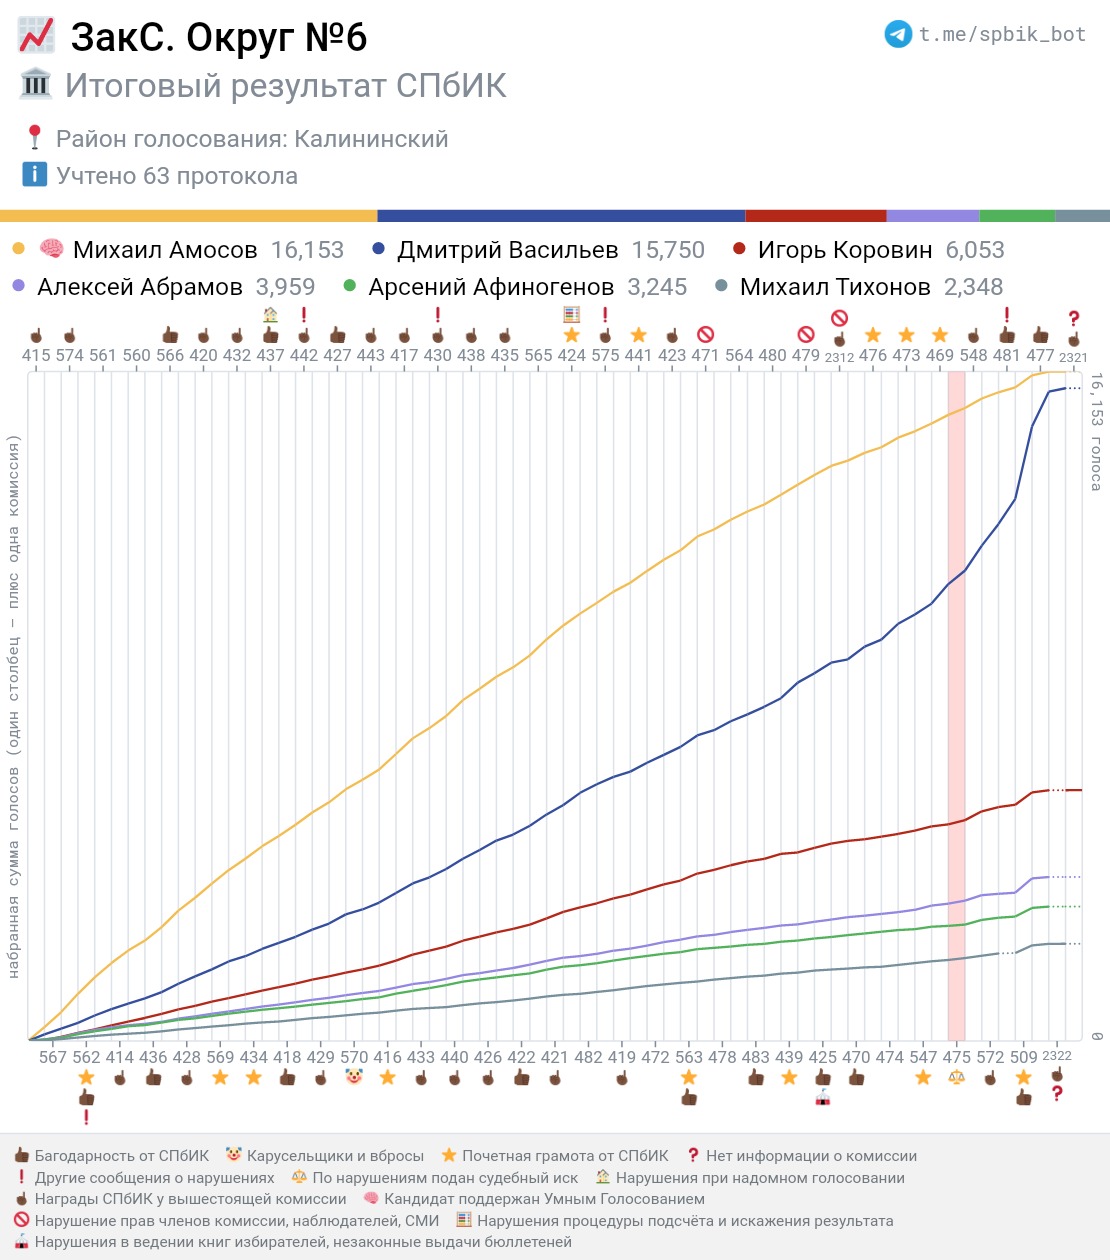 ЗакС. Округ №6
t.me/spbik_bot
Итоговый результат СПбИК
Район голосования: Калининский
Учтено 63 протокола
Михаил Амосов 16,153 Дмитрий Васильев 15,750 Игорь Коровин 6,053
Алексей Абрамов 3,959 Арсений Афиногенов 3,245 Михаил Тихонов 2,348
415 574 561 560 566 420 432 437 442 427 443 417 430 438 435 565 424 575 441 423 471 564 480 479 2312 476 473 469 548 481 477 2321
набранная сумма голосов (один столбец – плюс одна комиссия)
16,153 голоса
0
567 562 414 436 428 569 434 418 429 570 416 433 440 426 422 421 482 419 472 563 478 483 439 425 470 474 547 475 572 509 2322
Багодарность от СПбИК Карусельщики и вбросы Почетная грамота от СПбИК Нет информации о комиссии
Другие сообщения о нарушениях По нарушениям подан судебный иск Нарушения при надомном голосовании
Награды СПбИК у вышестоящей комиссии Кандидат поддержан Умным Голосованием
Нарушение прав членов комиссии, наблюдателей, СМИ Нарушения процедуры подсчёта и искажения результата
Нарушения в ведении книг избирателей, незаконные выдачи бюллетеней